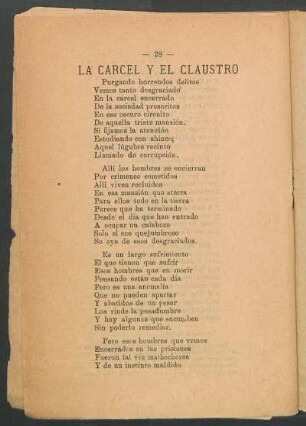 — 28 —
LA CARCEL Y EL CLAUSTRO
Purgando horrendos delitos
Vemos tanto desgraciado
En la carcel encerrado
De la sociedad proscritos
En ese oscuro circuito
De aquella triste mansión,
Si fijamos la atención
Estudiando con ahinco;
Aquel lúgubre recinto
Llamado de corrupción.
Allí los hombres se encierran
Por crímenes cometidos
Allí viven recluidos
En esa mansión que aterra
Para ellos todo en la tierra
Parece que ha terminado
Desde el día que han entrado
A ocupar un calabozo
Solo el eco quejumbroso
Se oye de esos desgraciados.
Es un largo sufrimiento
El que tienen que sufrir
Esos hombres que en morir
Pensando están cada día
Pero es una anomalía
Que no pueden apartar
Y abatidos de un pesar
Los rinde la pesadumbre
Y hay algunos que sucumben
Sin poderlo remediar.
Pero esos hombres que vemos
Encerrados en las prisiones
Fueron tal vez malhechores
Y de un instinto maldido